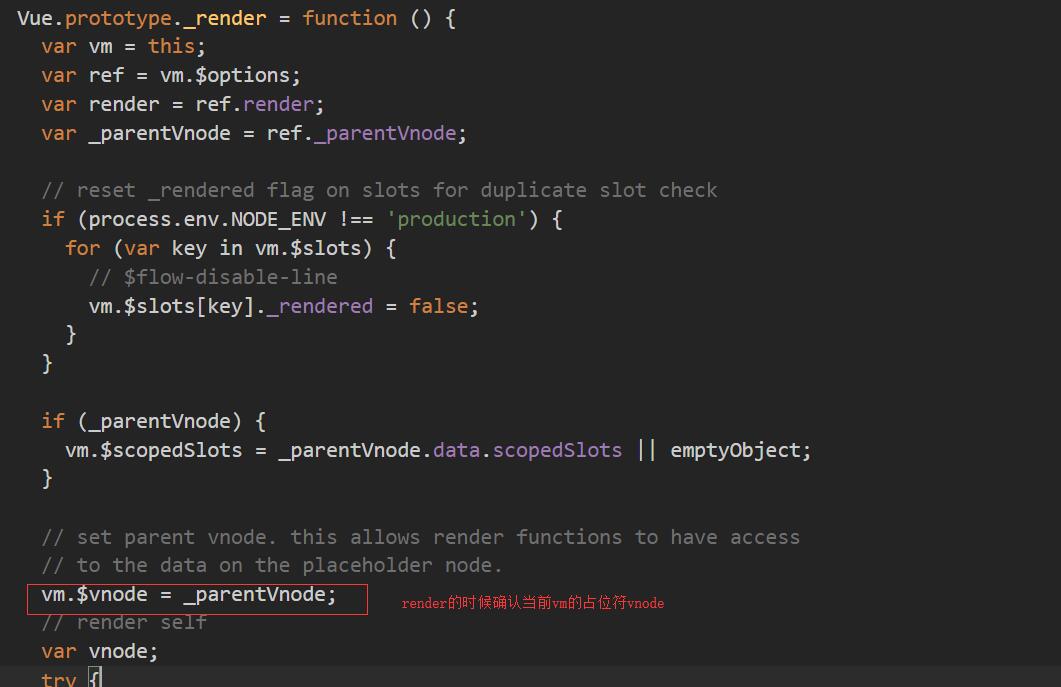 Vue.prototype._render = function () {
  var vm = this;
  var ref = vm.$options;
  var render = ref.render;
  var _parentVnode = ref._parentVnode;

  // reset _rendered flag on slots for duplicate slot check
  if (process.env.NODE_ENV !== 'production') {
    for (var key in vm.$slots) {
      // $flow-disable-line
      vm.$slots[key]._rendered = false;
    }
  }

  if (_parentVnode) {
    vm.$scopedSlots = _parentVnode.data.scopedSlots || emptyObject;
  }

  // set parent vnode. this allows render functions to have access
  // to the data on the placeholder node.
  vm.$vnode = _parentVnode;
render的时候确认当前vm的占位符vnode
  // render self
  var vnode;
  try {